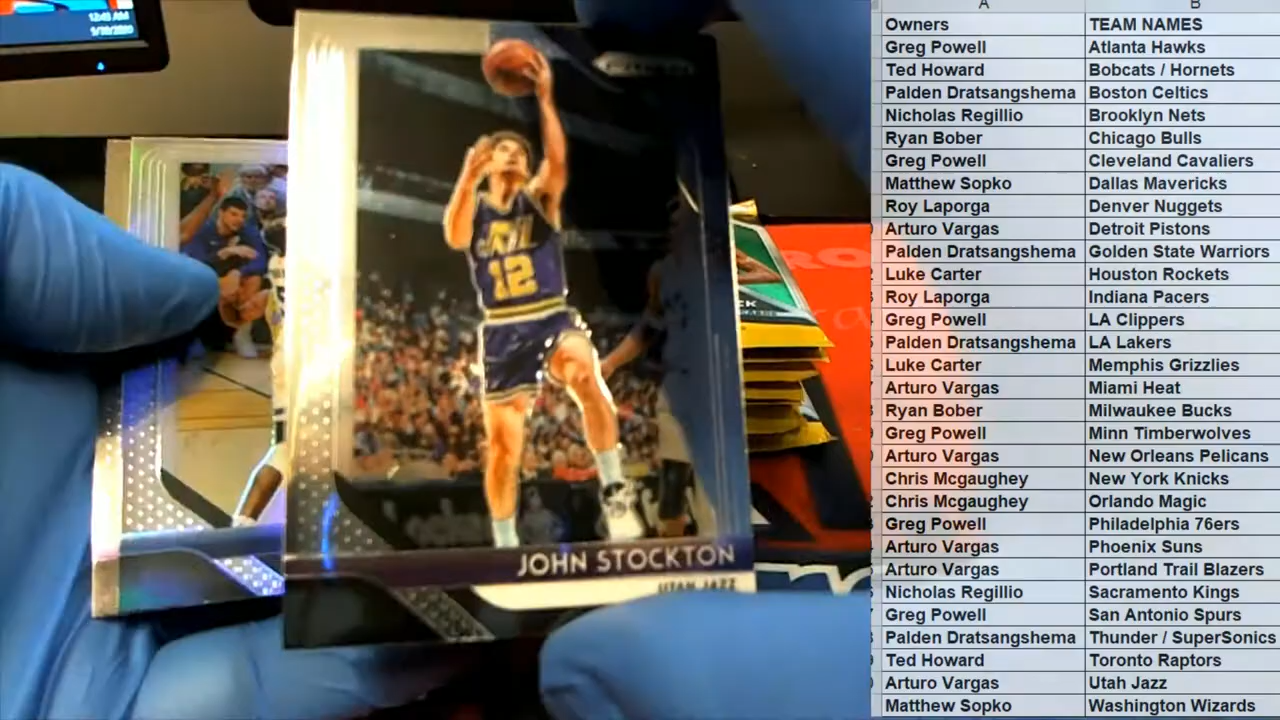 12:43 AM
JAZZ
12
JOHN STOCKTON
UTAH JAZZ
A B
Owners TEAM NAMES
Greg Powell Atlanta Hawks
Ted Howard Bobcats / Hornets
Palden Dratsangshema Boston Celtics
Nicholas Regillio Brooklyn Nets
Ryan Bober Chicago Bulls
Greg Powell Cleveland Cavaliers
Matthew Sopko Dallas Mavericks
Roy Laporga Denver Nuggets
Arturo Vargas Detroit Pistons
Palden Dratsangshema Golden State Warriors
Luke Carter Houston Rockets
Roy Laporga Indiana Pacers
Greg Powell LA Clippers
Palden Dratsangshema LA Lakers
Luke Carter Memphis Grizzlies
Arturo Vargas Miami Heat
Ryan Bober Milwaukee Bucks
Greg Powell Minn Timberwolves
Arturo Vargas New Orleans Pelicans
Chris Mcgaughey New York Knicks
Chris Mcgaughey Orlando Magic
Greg Powell Philadelphia 76ers
Arturo Vargas Phoenix Suns
Arturo Vargas Portland Trail Blazers
Nicholas Regillio Sacramento Kings
Greg Powell San Antonio Spurs
Palden Dratsangshema Thunder / SuperSonics
Ted Howard Toronto Raptors
Arturo Vargas Utah Jazz
Matthew Sopko Washington Wizards